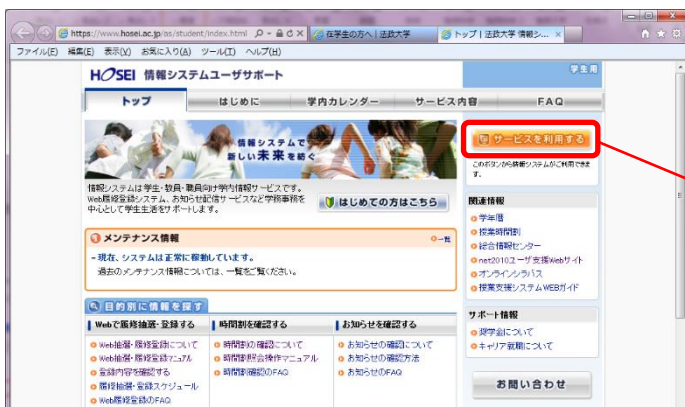 https://www.hosei.ac.jp/as/student/index.html
在学生の方へ | 法政大学
トップ | 法政大学 情報シ...
ファイル(F) 編集(E) 表示(V) お気に入り(A) ツール(T) ヘルプ(H)
HOSEI 情報システムユーザサポート
学生用
トップ はじめに 学内カレンダー サービス内容 FAQ
情報システムで
新しい未来を紡ぐ
サービスを利用する
このボタンから情報システムがご利用できます。
情報システムは学生・教員・職員向け学内情報サービスです。
Web履修登録システム、お知らせ配信サービスなど学務事務を
中心として学生生活をサポートします。
はじめての方はこちら
メンテナンス情報
一覧
現在、システムは正常に稼動しています。
過去のメンテナンス情報については、一覧をご覧ください。
関連情報
学年暦
授業時間割
総合情報センター
net2010ユーザ支援Webサイト
オンラインシラバス
授業支援システムWEBガイド
目的別に情報を探す
Webで履修抽選・登録する
Web抽選・履修登録について
Web抽選・履修登録マニュアル
登録内容を確認する
履修抽選・登録スケジュール
Web履修登録のFAQ
時間割を確認する
時間割の確認について
時間割照会操作マニュアル
時間割確認のFAQ
お知らせを確認する
お知らせの確認について
お知らせの確認方法
お知らせのFAQ
サポート情報
奨学金について
キャリア就職について
お問い合わせ